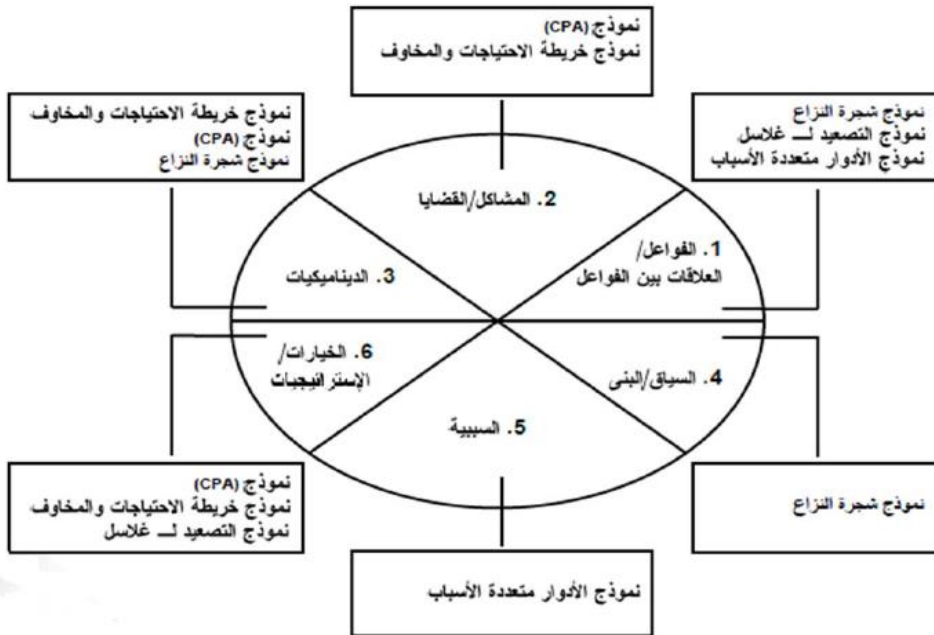 نموذج (CPA)
نموذج خريطة الاحتياجات والمخاوف
نموذج شجرة النزاع
نموذج التصعيد لـــ غلاسل
نموذج الأدوار متعددة الأسباب
نموذج خريطة الاحتياجات والمخاوف
نموذج (CPA)
نموذج شجرة النزاع
2. المشاكل/القضايا
1. الفواعل/
العلاقات بين الفواعل
3. الديناميكيات
6. الخيارات/
الإستراتيجيات
4. السياق/البنى
5. السببية
نموذج شجرة النزاع
نموذج (CPA)
نموذج خريطة الاحتياجات والمخاوف
نموذج التصعيد لـــ غلاسل
نموذج الأدوار متعددة الأسباب